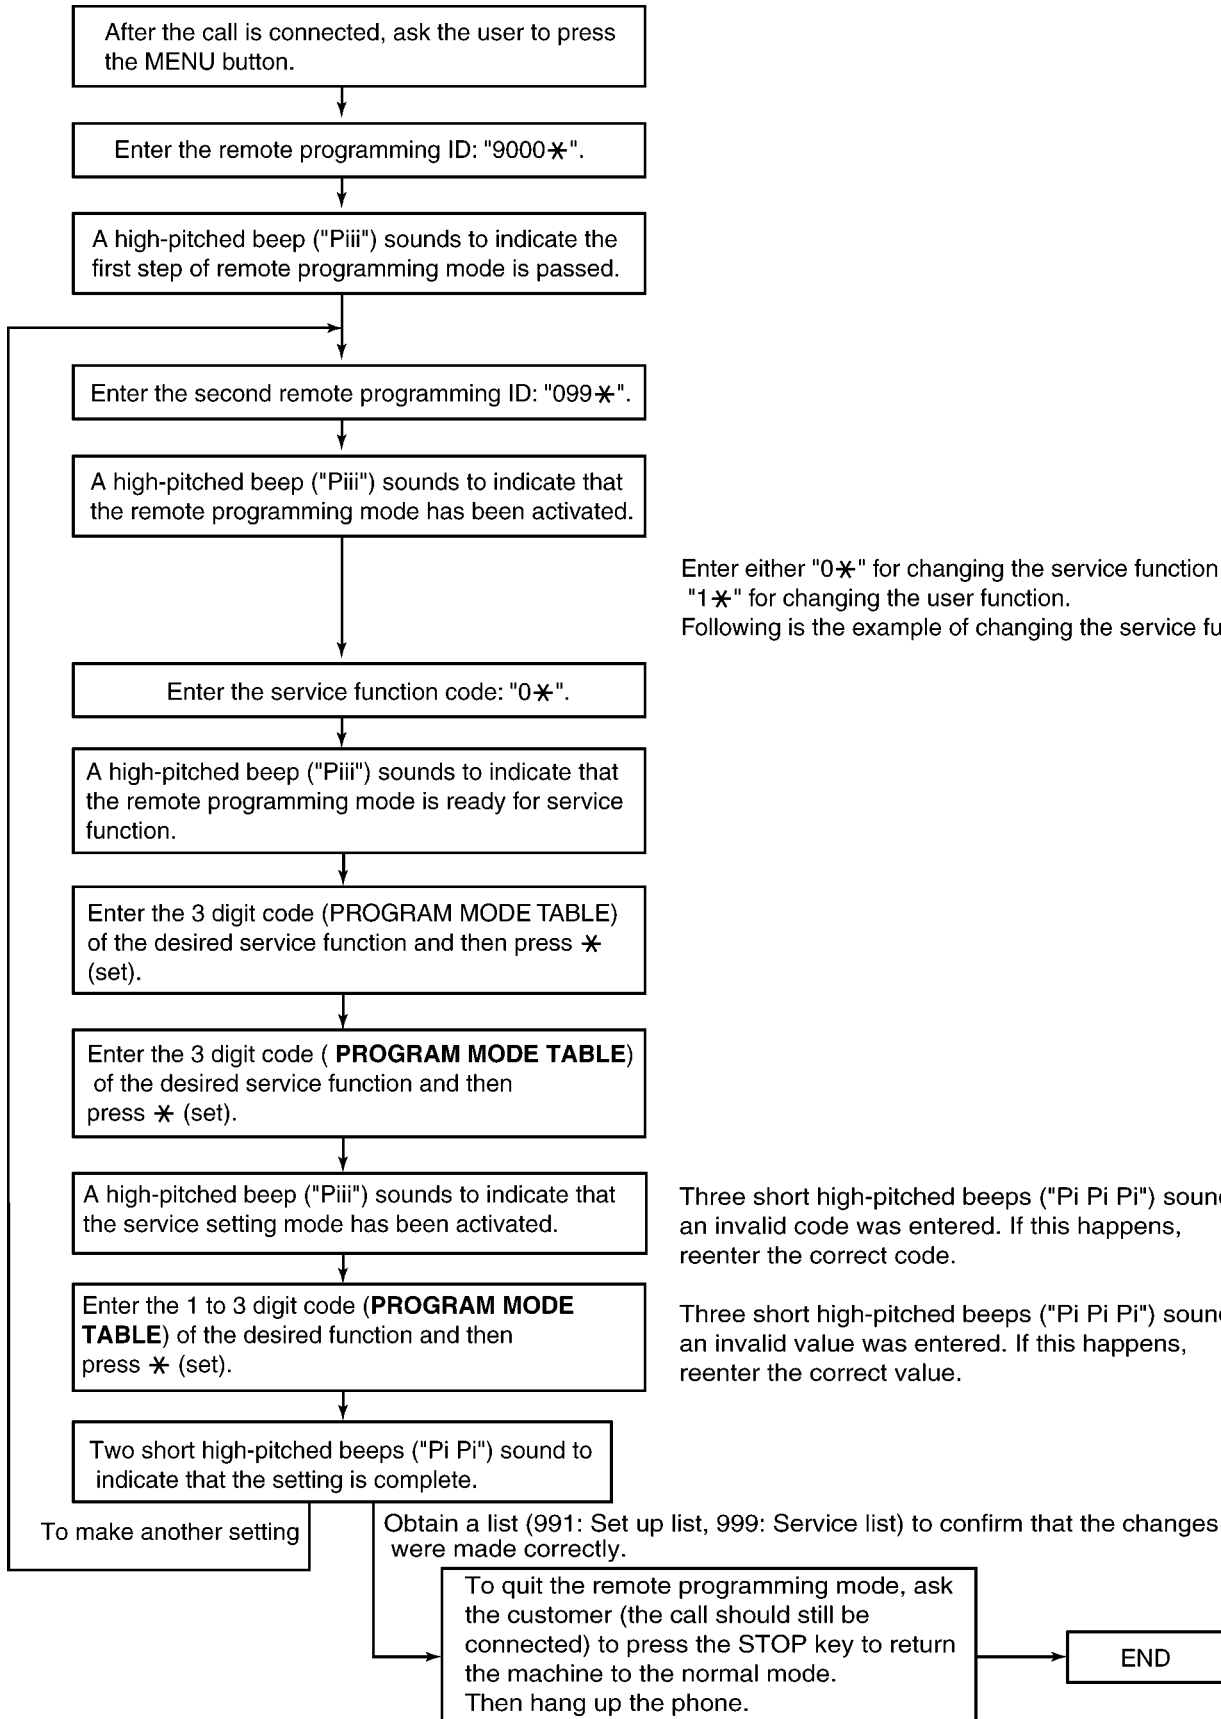 After the call is connected, ask the user to press
the MENU button.
Enter the remote programming ID: "9000*".
A high-pitched beep ("Piii") sounds to indicate the
first step of remote programming mode is passed.
Enter the second remote programming ID: "099*".
A high-pitched beep ("Piii") sounds to indicate that
the remote programming mode has been activated.
Enter either "0*" for changing the service function
"1*" for changing the user function.
Following is the example of changing the service fu
Enter the service function code: "0*".
A high-pitched beep ("Piii") sounds to indicate that
the remote programming mode is ready for service
function.
Enter the 3 digit code (PROGRAM MODE TABLE)
of the desired service function and then press *
(set).
Enter the 3 digit code ( PROGRAM MODE TABLE)
of the desired service function and then
press * (set).
A high-pitched beep ("Piii") sounds to indicate that
the service setting mode has been activated.
Three short high-pitched beeps ("Pi Pi Pi") soun
an invalid code was entered. If this happens,
reenter the correct code.
Enter the 1 to 3 digit code (PROGRAM MODE
TABLE) of the desired function and then
press * (set).
Three short high-pitched beeps ("Pi Pi Pi") soun
an invalid value was entered. If this happens,
reenter the correct value.
Two short high-pitched beeps ("Pi Pi") sound to
indicate that the setting is complete.
To make another setting
Obtain a list (991: Set up list, 999: Service list) to confirm that the changes
were made correctly.
To quit the remote programming mode, ask
the customer (the call should still be
connected) to press the STOP key to return
the machine to the normal mode.
Then hang up the phone.
END